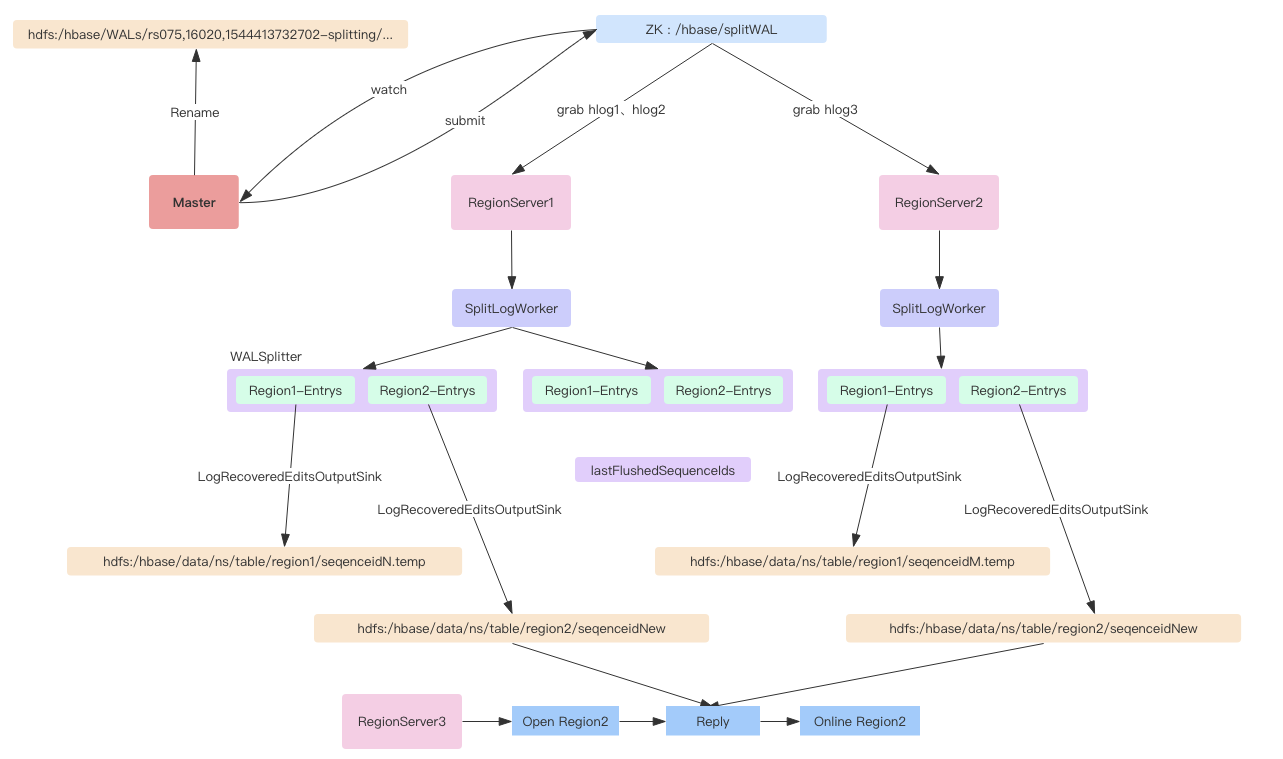 hdfs:/hbase/WALs/rs075,16020,1544413732702-splitting/...
ZK：/hbase/splitWAL
watch
Rename
submit
grab hlog1、hlog2
grab hlog3
Master
RegionServer1
RegionServer2
SplitLogWorker
SplitLogWorker
WALSplitter
Region1-Entrys
Region2-Entrys
Region1-Entrys
Region2-Entrys
Region1-Entrys
Region2-Entrys
lastFlushedSequenceIds
LogRecoveredEditsOutputSink
LogRecoveredEditsOutputSink
LogRecoveredEditsOutputSink
LogRecoveredEditsOutputSink
hdfs:/hbase/data/ns/table/region1/seqenceidN.temp
hdfs:/hbase/data/ns/table/region1/seqenceidM.temp
hdfs:/hbase/data/ns/table/region2/seqenceidNew
hdfs:/hbase/data/ns/table/region2/seqenceidNew
RegionServer3
Open Region2
Reply
Online Region2